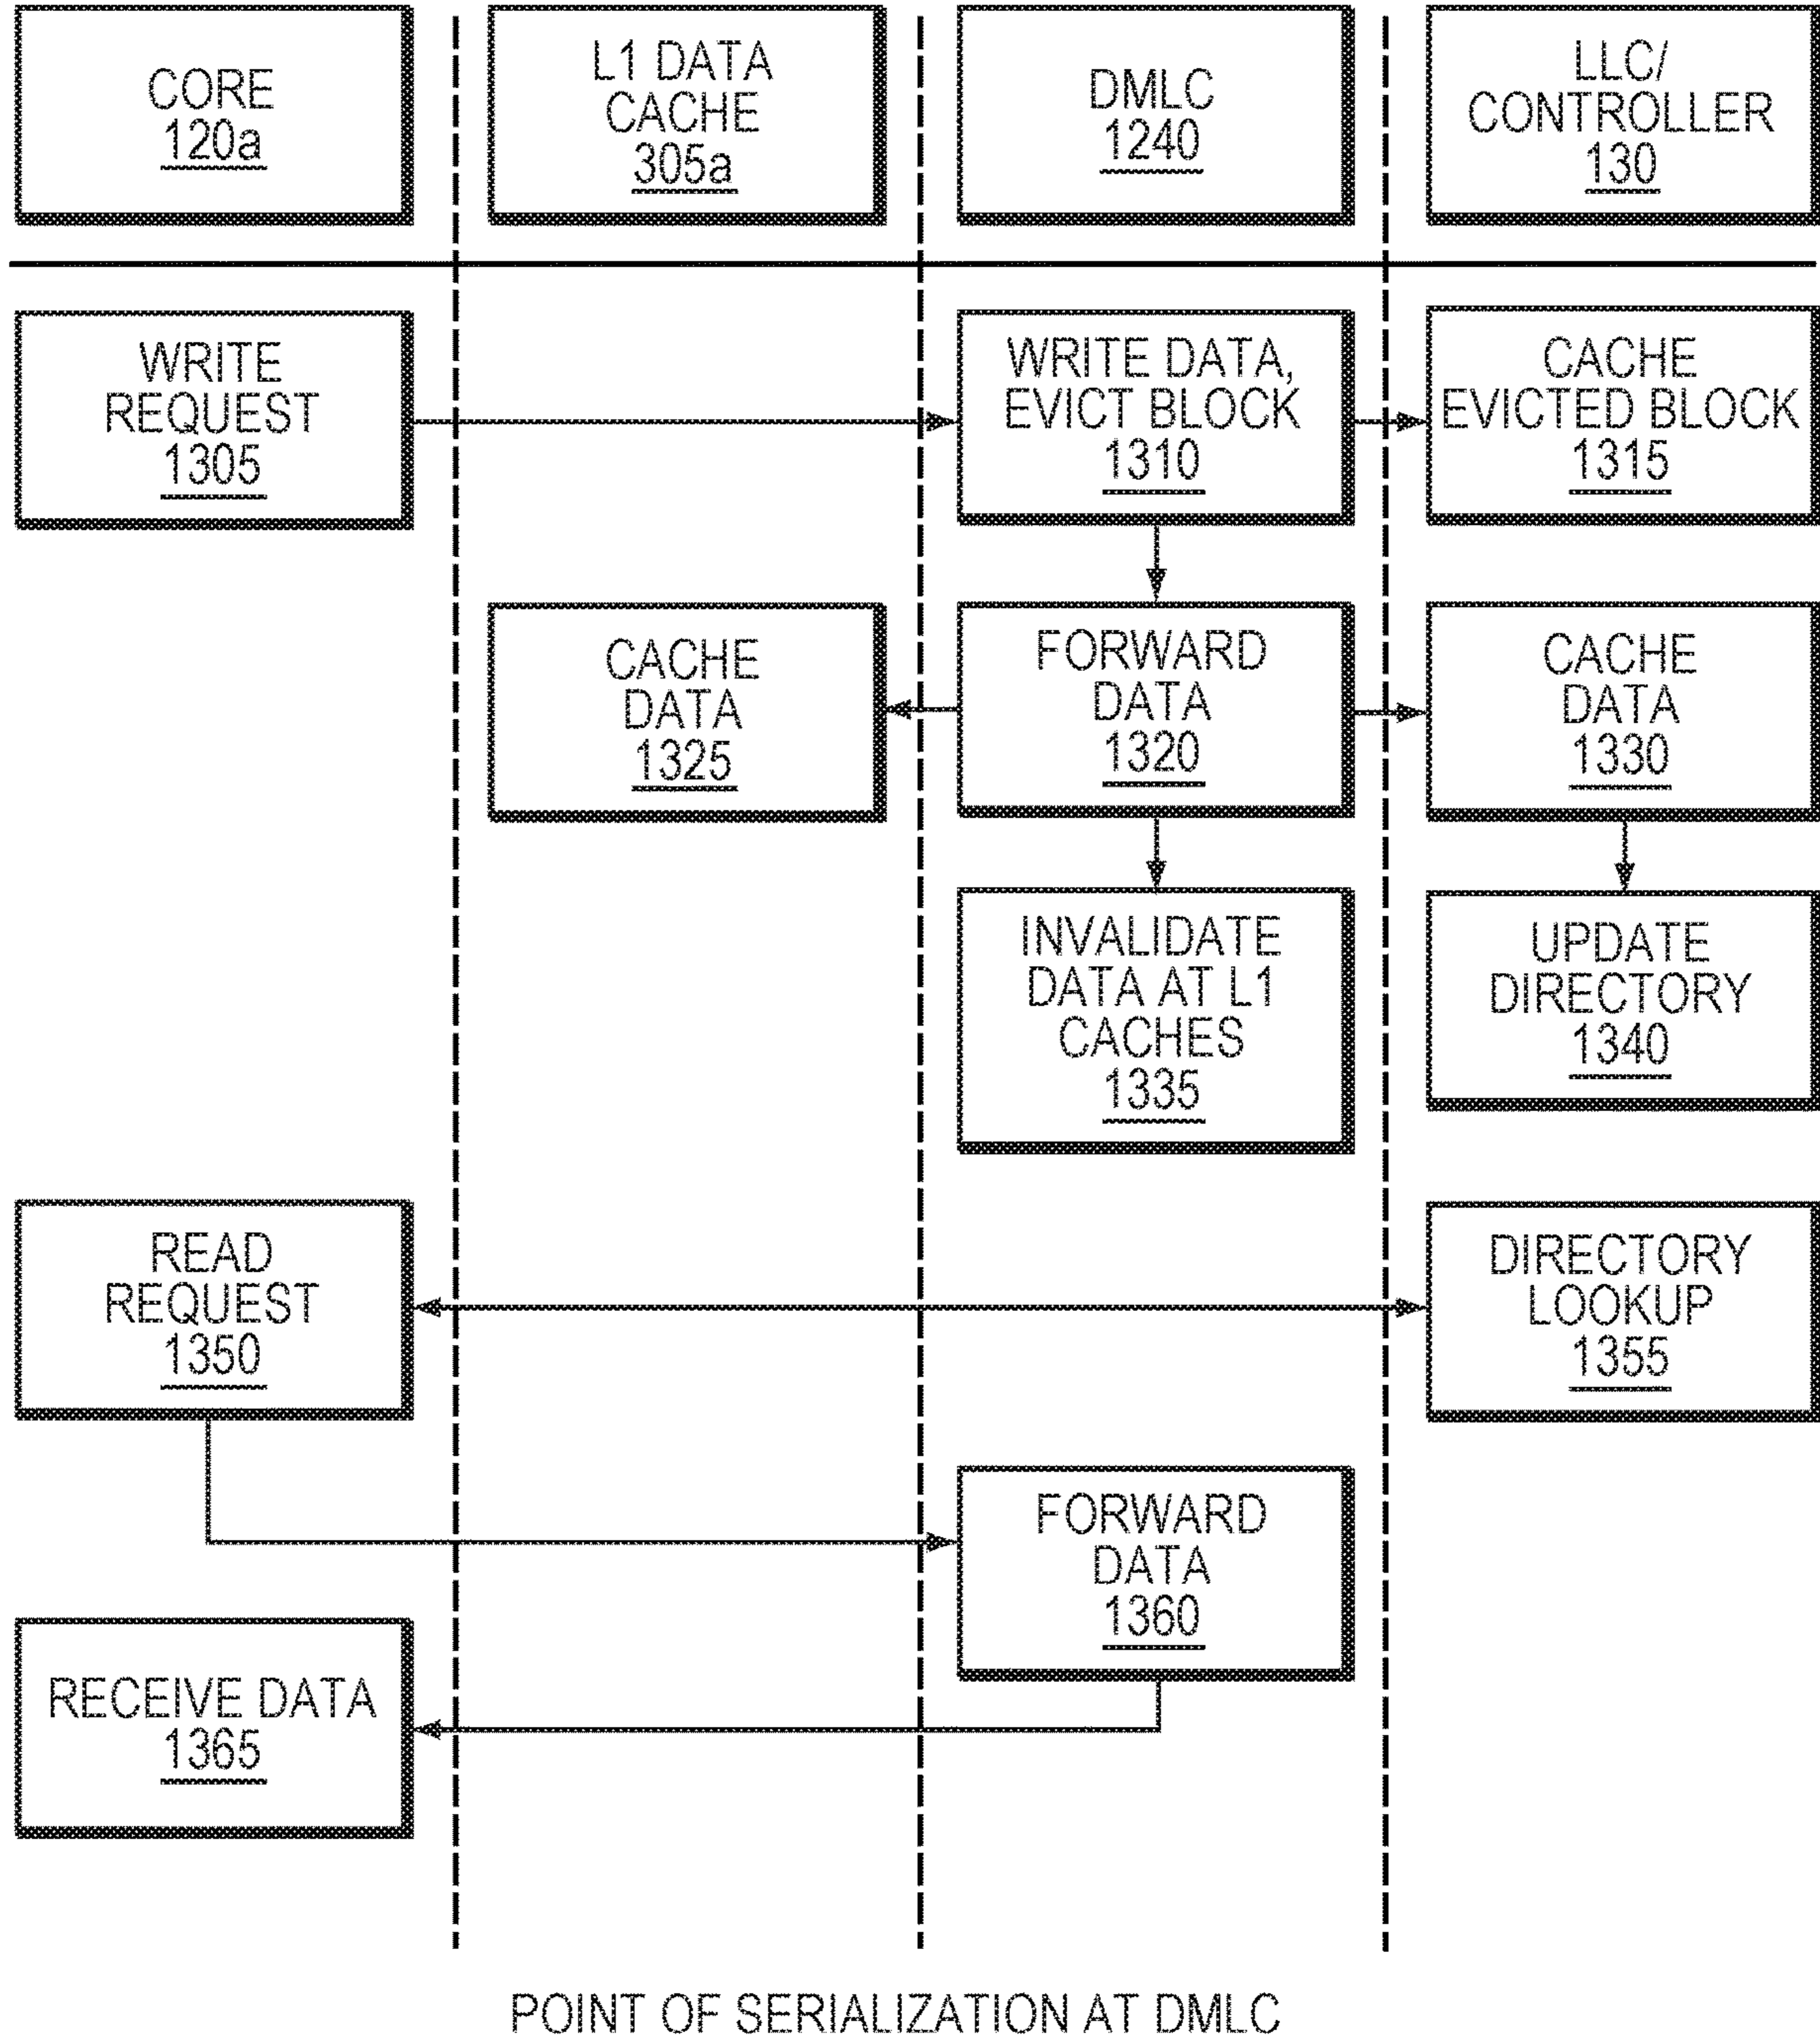 CORE
120a
L1 DATA
CACHE
305a
DMLC
1240
LLC/
CONTROLLER
130
WRITE
REQUEST
1305
WRITE DATA,
EVICT BLOCK
1310
CACHE
EVICTED BLOCK
1315
CACHE
DATA
1325
FORWARD
DATA
1320
CACHE
DATA
1330
INVALIDATE
DATA AT L1
CACHES
1335
UPDATE
DIRECTORY
1340
READ
REQUEST
1350
DIRECTORY
LOOKUP
1355
FORWARD
DATA
1360
RECEIVE DATA
1365
POINT OF SERIALIZATION AT DMLC